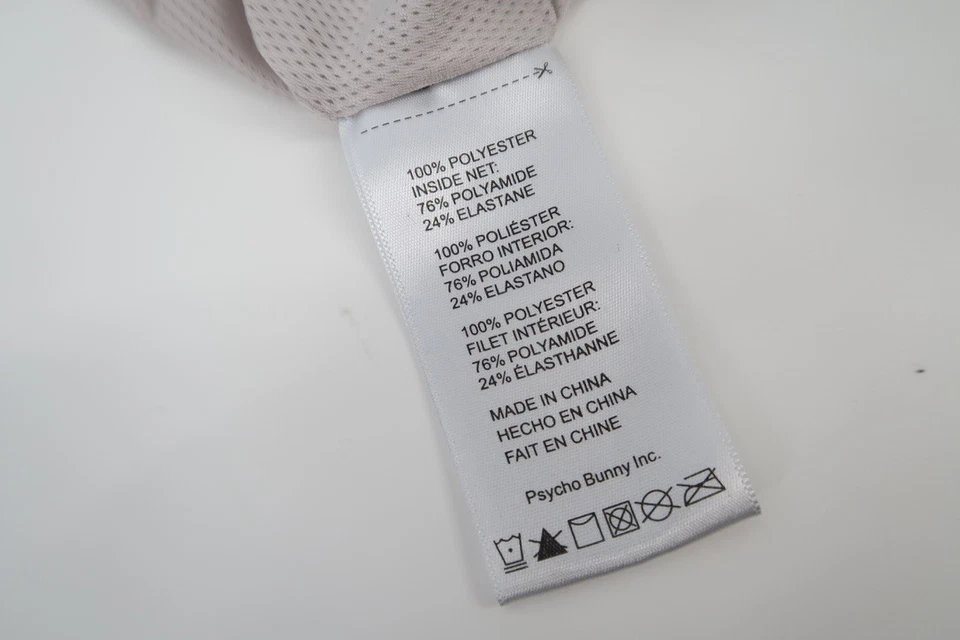 100% POLYESTER
INSIDE NET:
76% POLYAMIDE
24% ELASTANE
100% POLIÉSTER
FORRO INTERIOR:
76% POLIAMIDA
24% ELASTANO
100% POLYESTER
FILET INTÉRIEUR:
76% POLYAMIDE
24% ÉLASTHANNE
MADE IN CHINA
HECHO EN CHINA
FAIT EN CHINE
Psycho Bunny Inc.